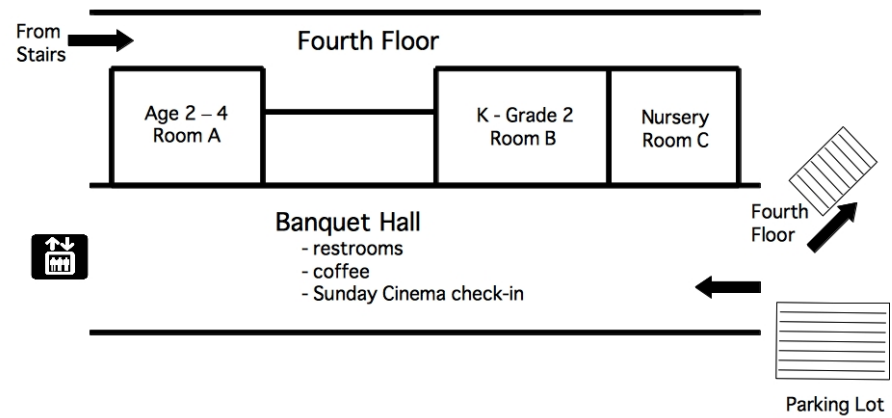 From
Stairs
Fourth Floor
Age 2 – 4
Room A
K - Grade 2
Room B
Nursery
Room C
Banquet Hall
- restrooms
- coffee
- Sunday Cinema check-in
Fourth
Floor
Parking Lot